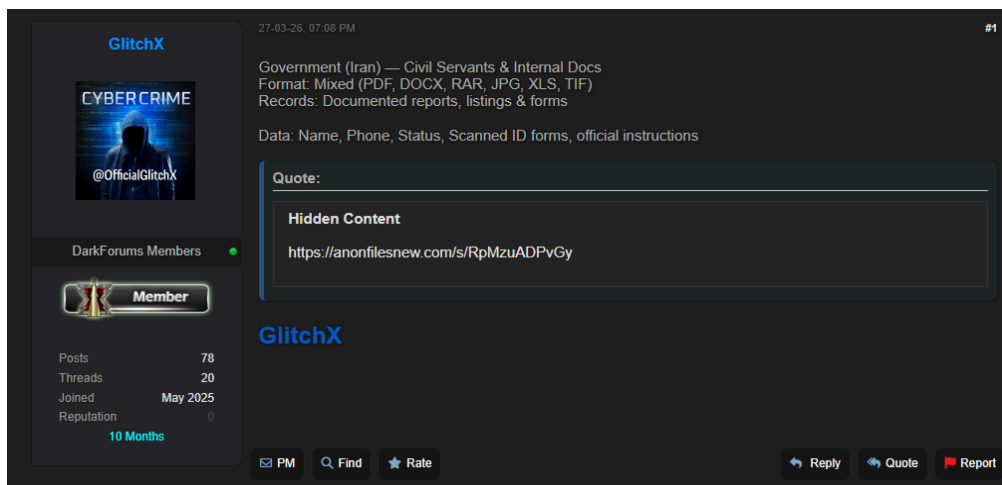 GlitchX
CYBERCRIME
@OfficialGlitchX
DarkForums Members
Member
Posts 78
Threads 20
Joined May 2025
Reputation 0
10 Months
27-03-26, 07:08 PM
#1
Government (Iran) — Civil Servants & Internal Docs
Format: Mixed (PDF, DOCX, RAR, JPG, XLS, TIF)
Records: Documented reports, listings & forms
Data: Name, Phone, Status, Scanned ID forms, official instructions
Quote:
Hidden Content
https://anonfilesnew.com/s/RpMzuADPvGy
GlitchX
PM Find Rate Reply Quote Report